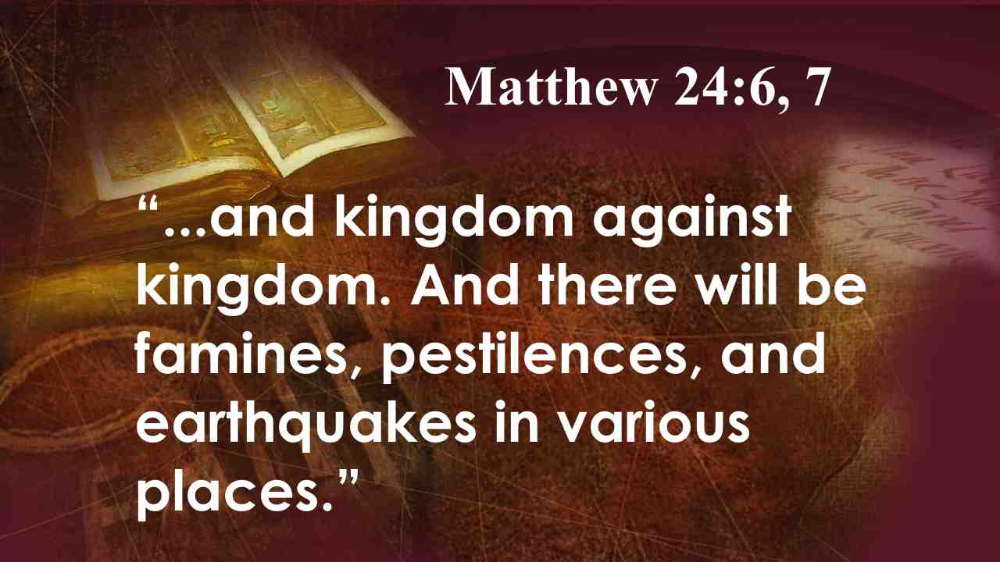 Matthew 24:6, 7
“...and kingdom against
kingdom. And there will be
famines, pestilences, and
earthquakes in various
places.”